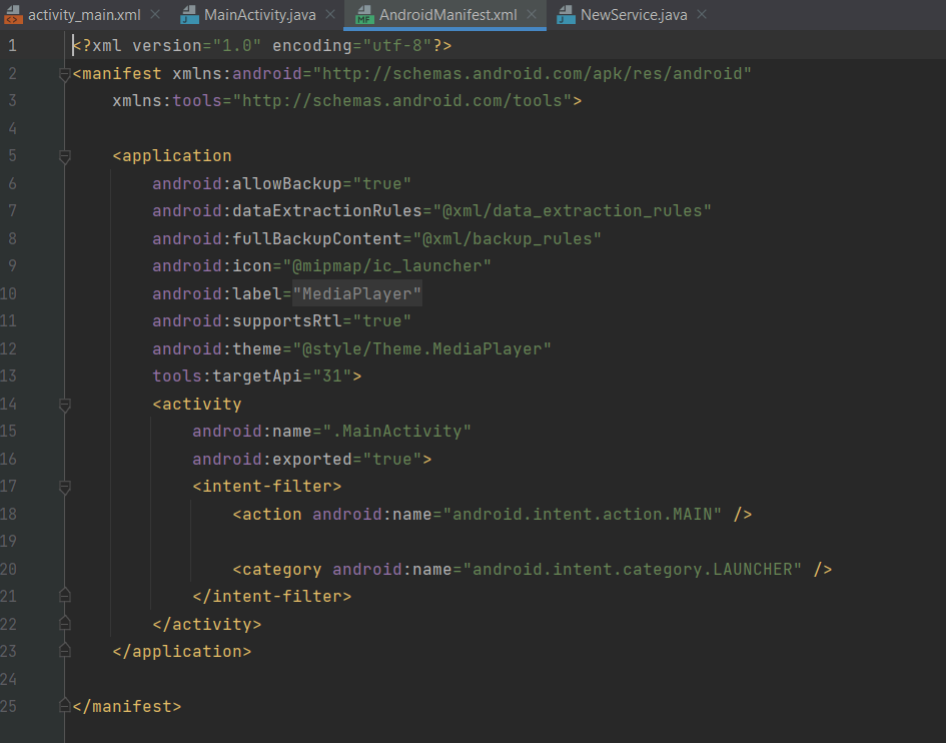 activity_main.xml MainActivity.java AndroidManifest.xml NewService.java
1 <?xml version="1.0" encoding="utf-8"?>
2 <manifest xmlns:android="http://schemas.android.com/apk/res/android"
3 xmlns:tools="http://schemas.android.com/tools">
4
5 <application
6 android:allowBackup="true"
7 android:dataExtractionRules="@xml/data_extraction_rules"
8 android:fullBackupContent="@xml/backup_rules"
9 android:icon="@mipmap/ic_launcher"
10 android:label="MediaPlayer"
11 android:supportsRtl="true"
12 android:theme="@style/Theme.MediaPlayer"
13 tools:targetApi="31">
14 <activity
15 android:name=".MainActivity"
16 android:exported="true">
17 <intent-filter>
18 <action android:name="android.intent.action.MAIN" />
19
20 <category android:name="android.intent.category.LAUNCHER" />
21 </intent-filter>
22 </activity>
23 </application>
24
25 </manifest>